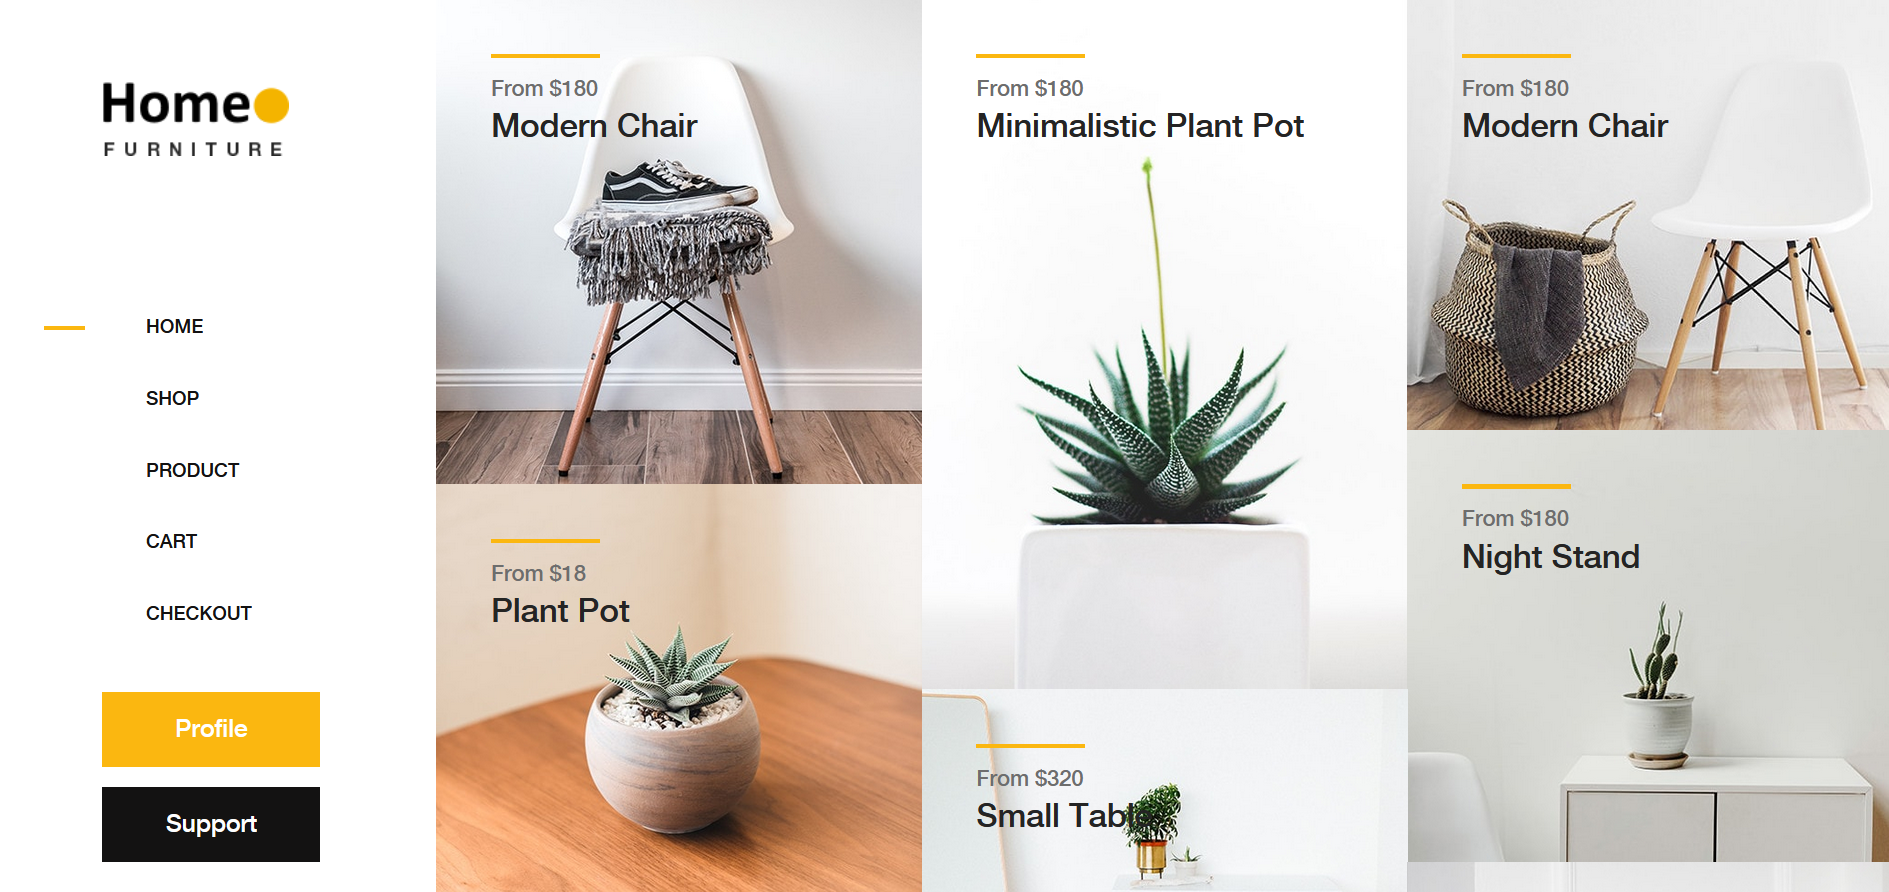 Home
FURNITURE
HOME
SHOP
PRODUCT
CART
CHECKOUT
Profile
Support
From $180
Modern Chair
From $18
Plant Pot
From $180
Minimalistic Plant Pot
From $320
Small Table
From $180
Modern Chair
From $180
Night Stand